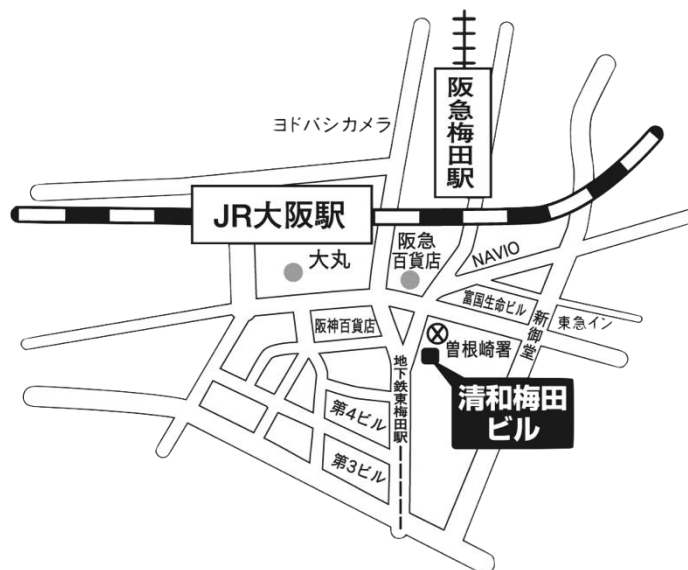 阪急梅田駅
ヨドバシカメラ
JR大阪駅
大丸
阪急
百貨店
NAVIO
富国生命ビル
新御堂
東急イン
阪神百貨店
曽根崎署
地下鉄東梅田駅
清和梅田
ビル
第4ビル
第3ビル